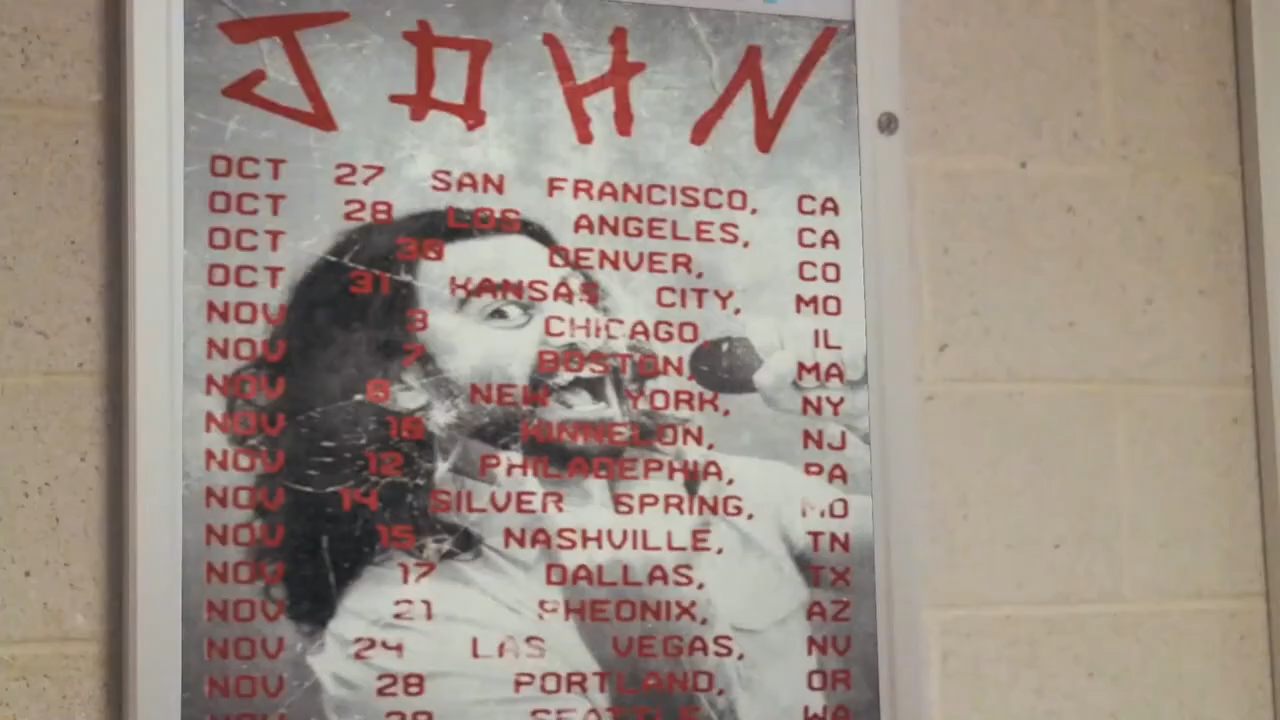 JOHN
OCT 27 SAN FRANCISCO, CA
OCT 28 LOS ANGELES, CA
OCT 30 DENVER, CO
OCT 31 KANSAS CITY, MO
NOV 3 CHICAGO, IL
NOV 7 BOSTON, MA
NOV 8 NEW YORK, NY
NOV 10 KINNELON, NJ
NOV 12 PHILADEPHIA, PA
NOV 14 SILVER SPRING, MD
NOV 15 NASHVILLE, TN
NOV 17 DALLAS, TX
NOV 21 PHEONIX, AZ
NOV 24 LAS VEGAS, NV
NOV 28 PORTLAND, OR
NOV SEATTLE, WA